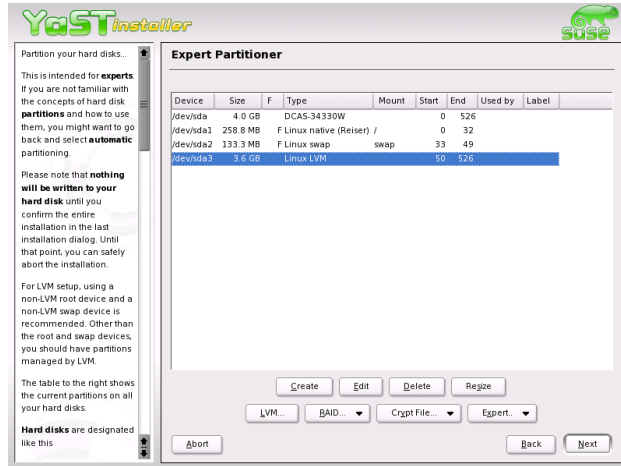 YaST installer
SUSE
Partition your hard disks...
This is intended for experts.
If you are not familiar with
the concepts of hard disk
partitions and how to use
them, you might want to go
back and select automatic
partitioning.
Please note that nothing
will be written to your
hard disk until you
confirm the entire
installation in the last
installation dialog. Until
that point, you can safely
abort the installation.
For LVM setup, using a
non-LVM root device and a
non-LVM swap device is
recommended. Other than
the root and swap devices,
you should have partitions
managed by LVM.
The table to the right shows
the current partitions on all
your hard disks.
Hard disks are designated
like this
Expert Partitioner
Device Size F Type Mount Start End Used by Label
/dev/sda 4.0 GB DCAS-34330W 0 526
/dev/sda1 258.8 MB F Linux native (Reiser) / 0 32
/dev/sda2 133.3 MB F Linux swap swap 33 49
/dev/sda3 3.6 GB Linux LVM 50 526
Create Edit Delete Resize
LVM... RAID... Crypt File... Expert..
Abort Back Next